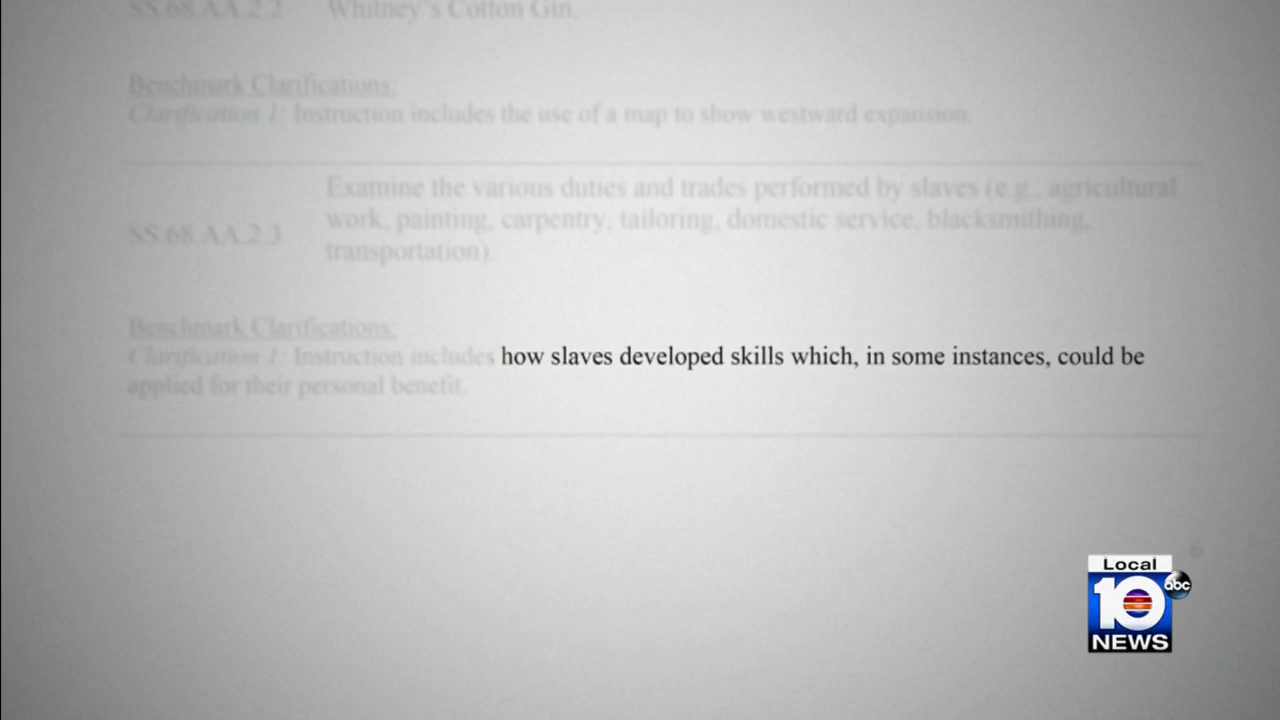 SS.68.AA.2.2 Whitney's Cotton Gin.
Benchmark Clarifications:
Clarification 1: Instruction includes the use of a map to show westward expansion.
Examine the various duties and trades performed by slaves (e.g., agricultural
work, painting, carpentry, tailoring, domestic service, blacksmithing,
SS.68.AA.2.3
transportation).
Benchmark Clarifications:
Clarification 1: Instruction includes how slaves developed skills which, in some instances, could be
applied for their personal benefit.
6
Local
10
abc
NEWS